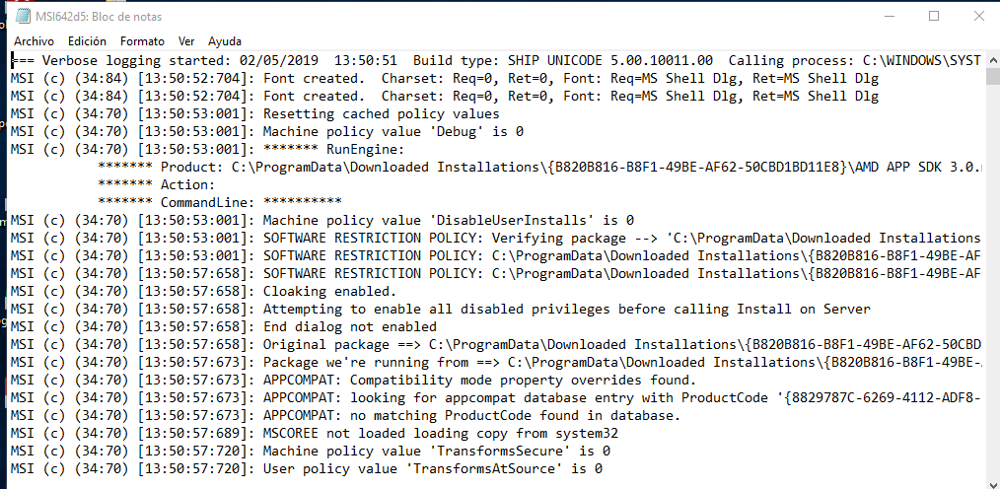 MSI642d5: Bloc de notas
Archivo Edición Formato Ver Ayuda
=== Verbose logging started: 02/05/2019  13:50:51  Build type: SHIP UNICODE 5.00.10011.00  Calling process: C:\WINDOWS\SYST
MSI (c) (34:84) [13:50:52:704]: Font created.  Charset: Req=0, Ret=0, Font: Req=MS Shell Dlg, Ret=MS Shell Dlg
MSI (c) (34:84) [13:50:52:704]: Font created.  Charset: Req=0, Ret=0, Font: Req=MS Shell Dlg, Ret=MS Shell Dlg
MSI (c) (34:70) [13:50:53:001]: Resetting cached policy values
MSI (c) (34:70) [13:50:53:001]: Machine policy value 'Debug' is 0
MSI (c) (34:70) [13:50:53:001]: ******* RunEngine:
******* Product: C:\ProgramData\Downloaded Installations\{B820B816-B8F1-49BE-AF62-50CBD1BD11E8}\AMD APP SDK 3.0.
******* Action:
******* CommandLine: **********
MSI (c) (34:70) [13:50:53:001]: Machine policy value 'DisableUserInstalls' is 0
MSI (c) (34:70) [13:50:53:001]: SOFTWARE RESTRICTION POLICY: Verifying package --> 'C:\ProgramData\Downloaded Installations
MSI (c) (34:70) [13:50:53:001]: SOFTWARE RESTRICTION POLICY: C:\ProgramData\Downloaded Installations\{B820B816-B8F1-49BE-AF
MSI (c) (34:70) [13:50:57:658]: SOFTWARE RESTRICTION POLICY: C:\ProgramData\Downloaded Installations\{B820B816-B8F1-49BE-AF
MSI (c) (34:70) [13:50:57:658]: Cloaking enabled.
MSI (c) (34:70) [13:50:57:658]: Attempting to enable all disabled privileges before calling Install on Server
MSI (c) (34:70) [13:50:57:658]: End dialog not enabled
MSI (c) (34:70) [13:50:57:658]: Original package ==> C:\ProgramData\Downloaded Installations\{B820B816-B8F1-49BE-AF62-50CBD
MSI (c) (34:70) [13:50:57:673]: Package we're running from ==> C:\ProgramData\Downloaded Installations\{B820B816-B8F1-49BE-
MSI (c) (34:70) [13:50:57:673]: APPCOMPAT: Compatibility mode property overrides found.
MSI (c) (34:70) [13:50:57:673]: APPCOMPAT: looking for appcompat database entry with ProductCode '{8829787C-6269-4112-ADF8-
MSI (c) (34:70) [13:50:57:673]: APPCOMPAT: no matching ProductCode found in database.
MSI (c) (34:70) [13:50:57:689]: MSCOREE not loaded loading copy from system32
MSI (c) (34:70) [13:50:57:720]: Machine policy value 'TransformsSecure' is 0
MSI (c) (34:70) [13:50:57:720]: User policy value 'TransformsAtSource' is 0